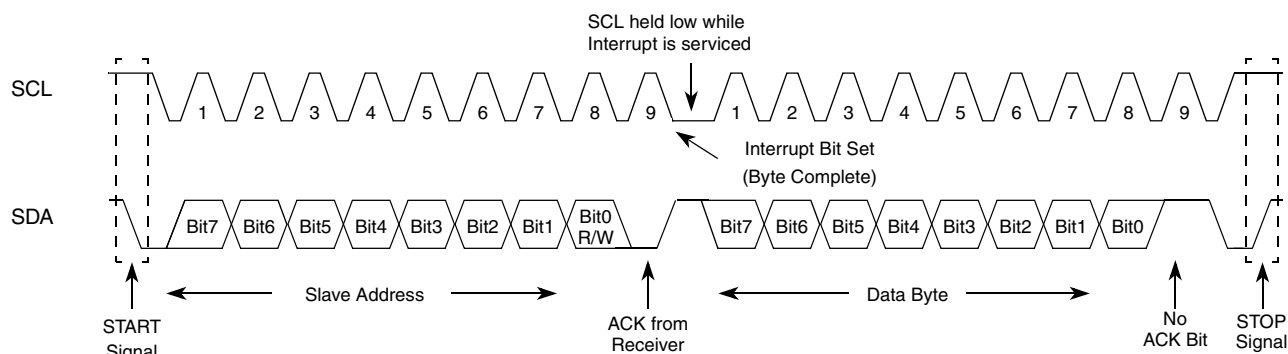 SCL held low while
Interrupt is serviced
SCL
1 2 3 4 5 6 7 8 9 1 2 3 4 5 6 7 8 9
Interrupt Bit Set
(Byte Complete)
SDA
Bit7 Bit6 Bit5 Bit4 Bit3 Bit2 Bit1 Bit0 R/W Bit7 Bit6 Bit5 Bit4 Bit3 Bit2 Bit1 Bit0
Slave Address
Data Byte
START
Signal
ACK from
Receiver
No
ACK Bit
STOP
Signal